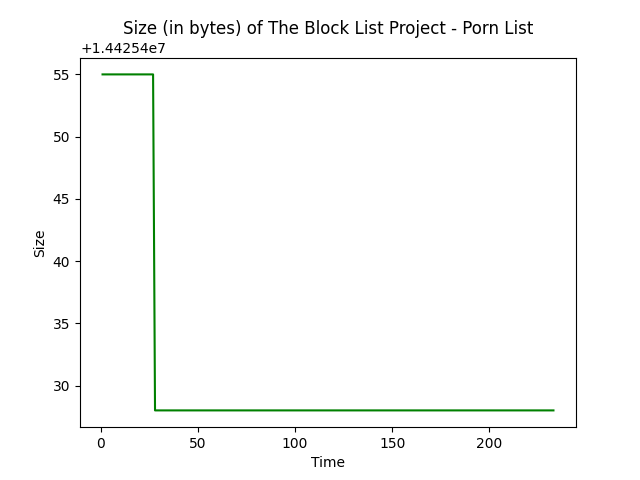 Size (in bytes) of The Block List Project - Porn List
+1.44254e7
55
50
45
40
35
30
Size
0 50 100 150 200
Time